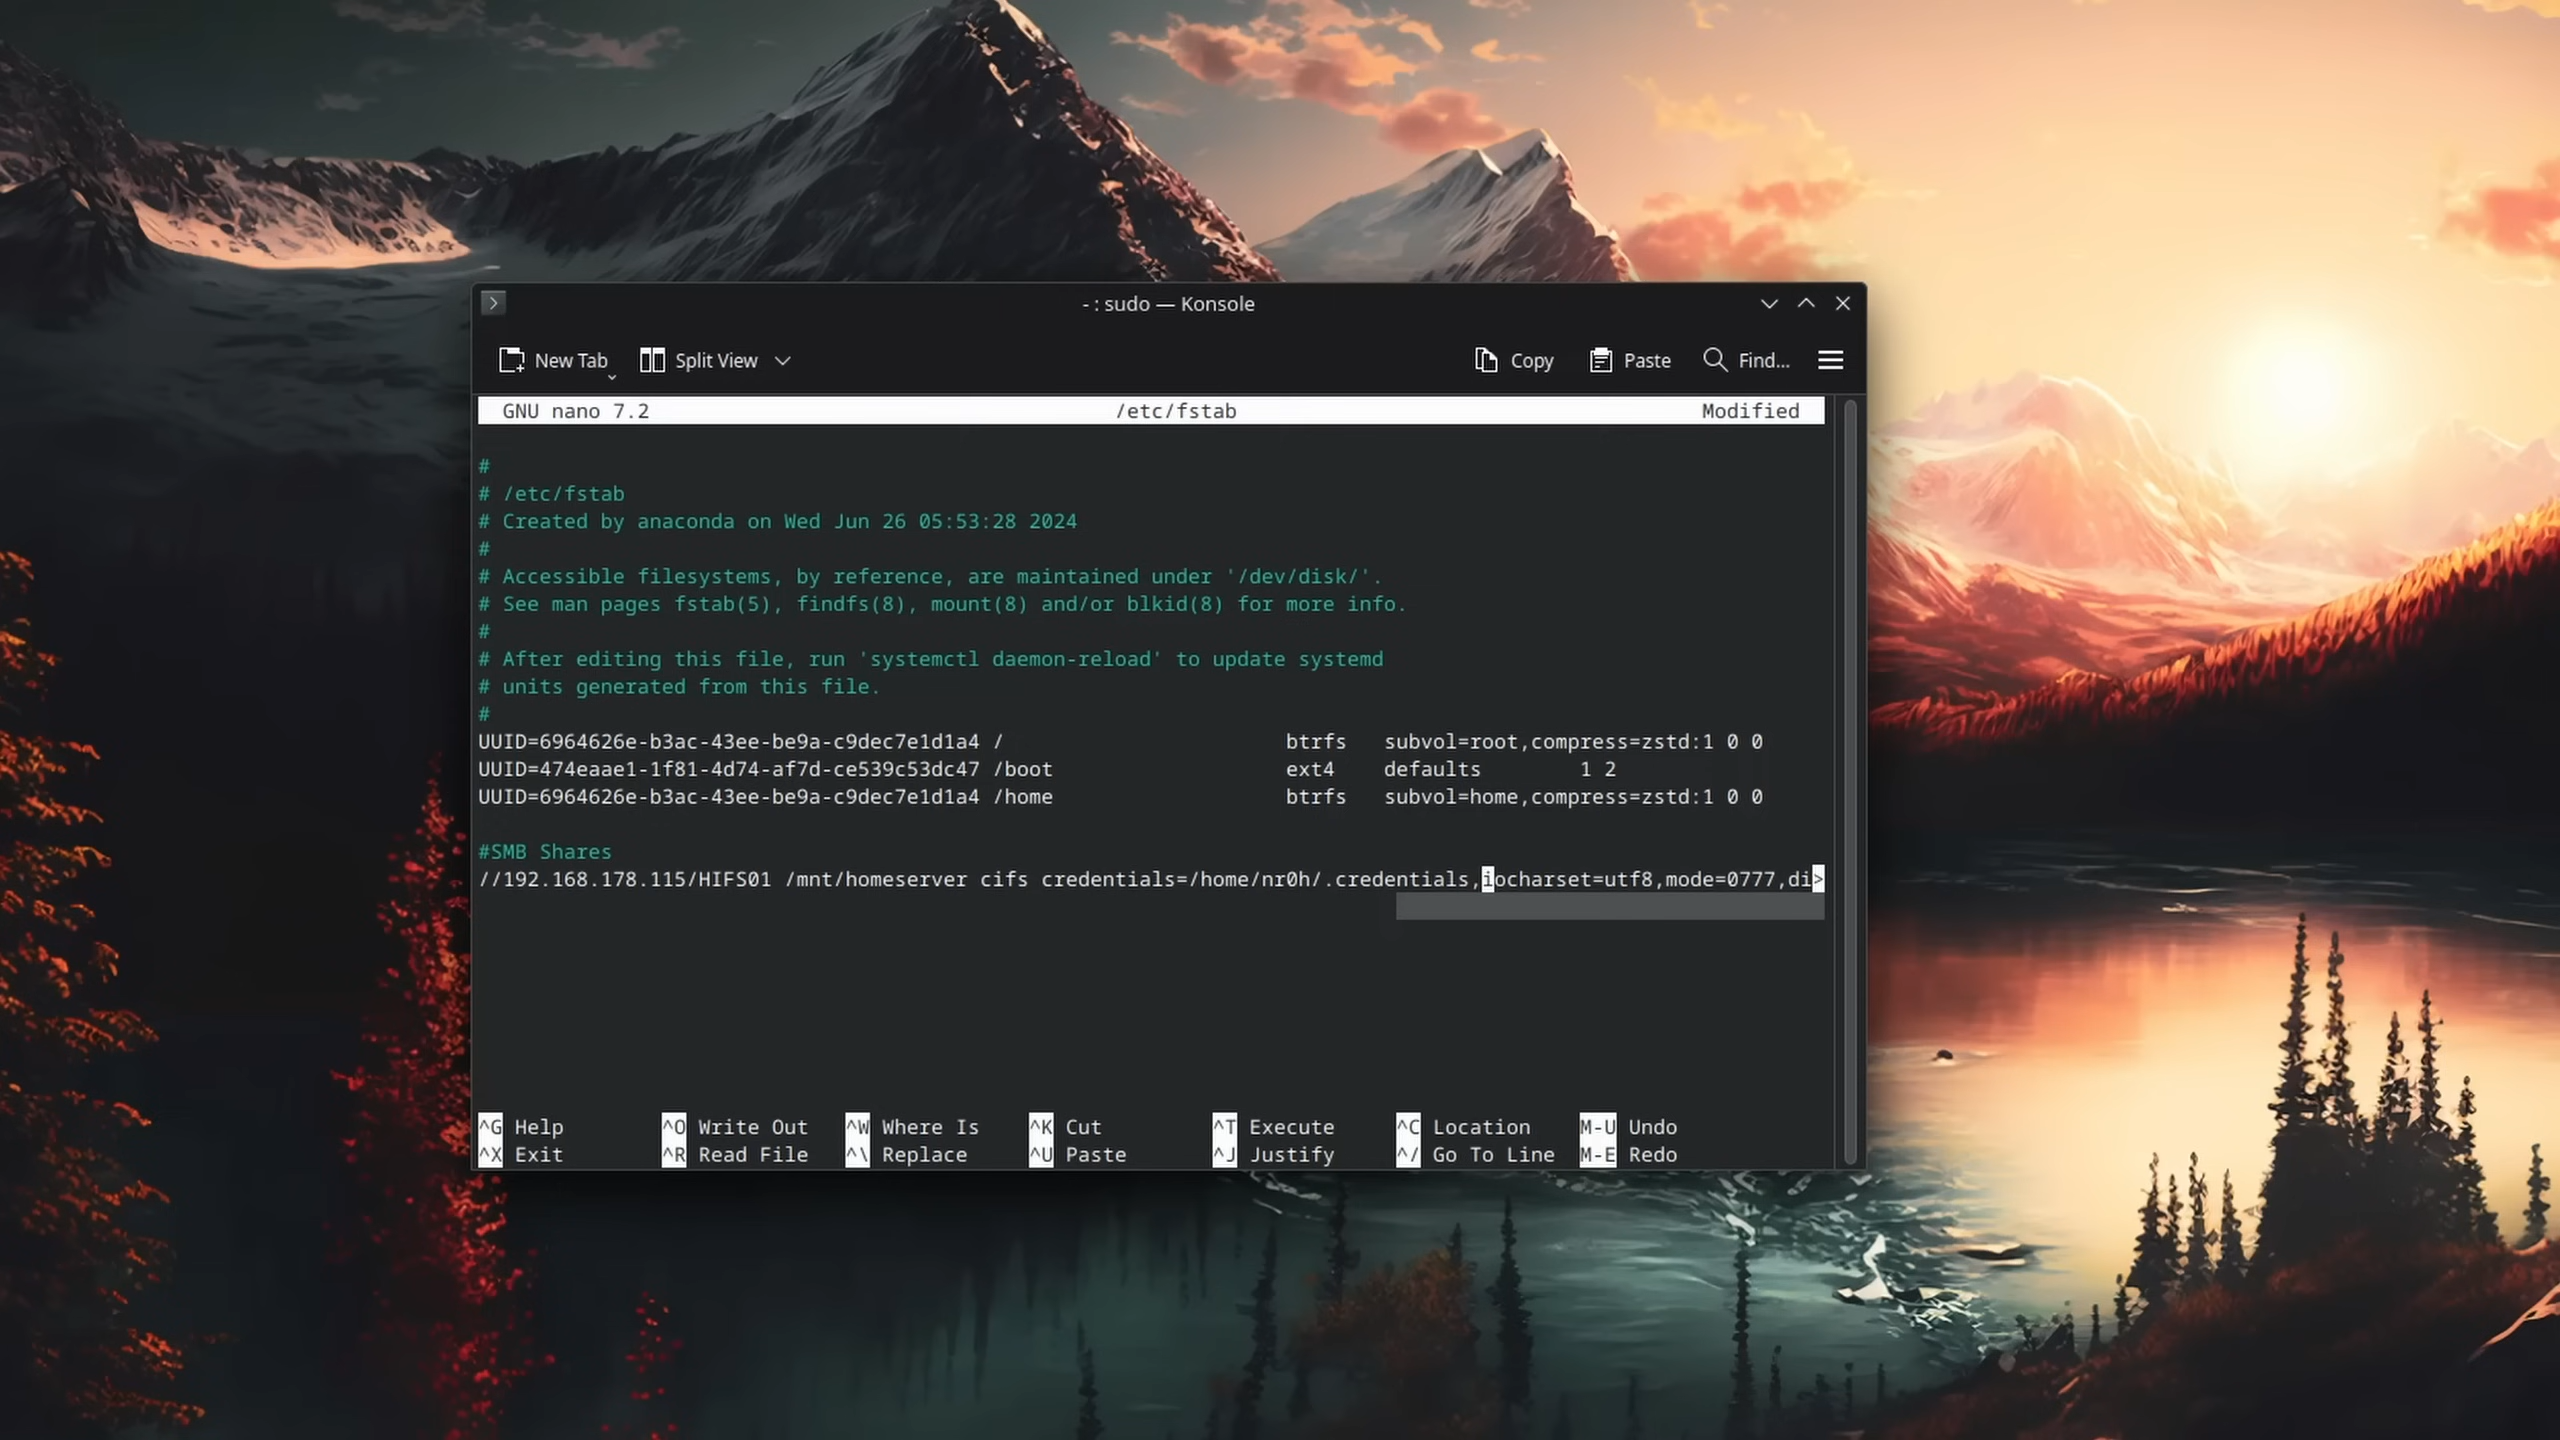 - : sudo — Konsole
New Tab Split View Copy Paste Find...
GNU nano 7.2 /etc/fstab Modified
#
# /etc/fstab
# Created by anaconda on Wed Jun 26 05:53:28 2024
#
# Accessible filesystems, by reference, are maintained under '/dev/disk/'.
# See man pages fstab(5), findfs(8), mount(8) and/or blkid(8) for more info.
#
# After editing this file, run 'systemctl daemon-reload' to update systemd
# units generated from this file.
#
UUID=6964626e-b3ac-43ee-be9a-c9dec7e1d1a4 / btrfs subvol=root,compress=zstd:1 0 0
UUID=474eaae1-1f81-4d74-af7d-ce539c53dc47 /boot ext4 defaults 1 2
UUID=6964626e-b3ac-43ee-be9a-c9dec7e1d1a4 /home btrfs subvol=home,compress=zstd:1 0 0
#SMB Shares
//192.168.178.115/HIFS01 /mnt/homeserver cifs credentials=/home/nr0h/.credentials,iocharset=utf8,mode=0777,di>
^G Help ^O Write Out ^W Where Is ^K Cut ^T Execute ^C Location M-U Undo
^X Exit ^R Read File ^\ Replace ^U Paste ^J Justify ^/ Go To Line M-E Redo